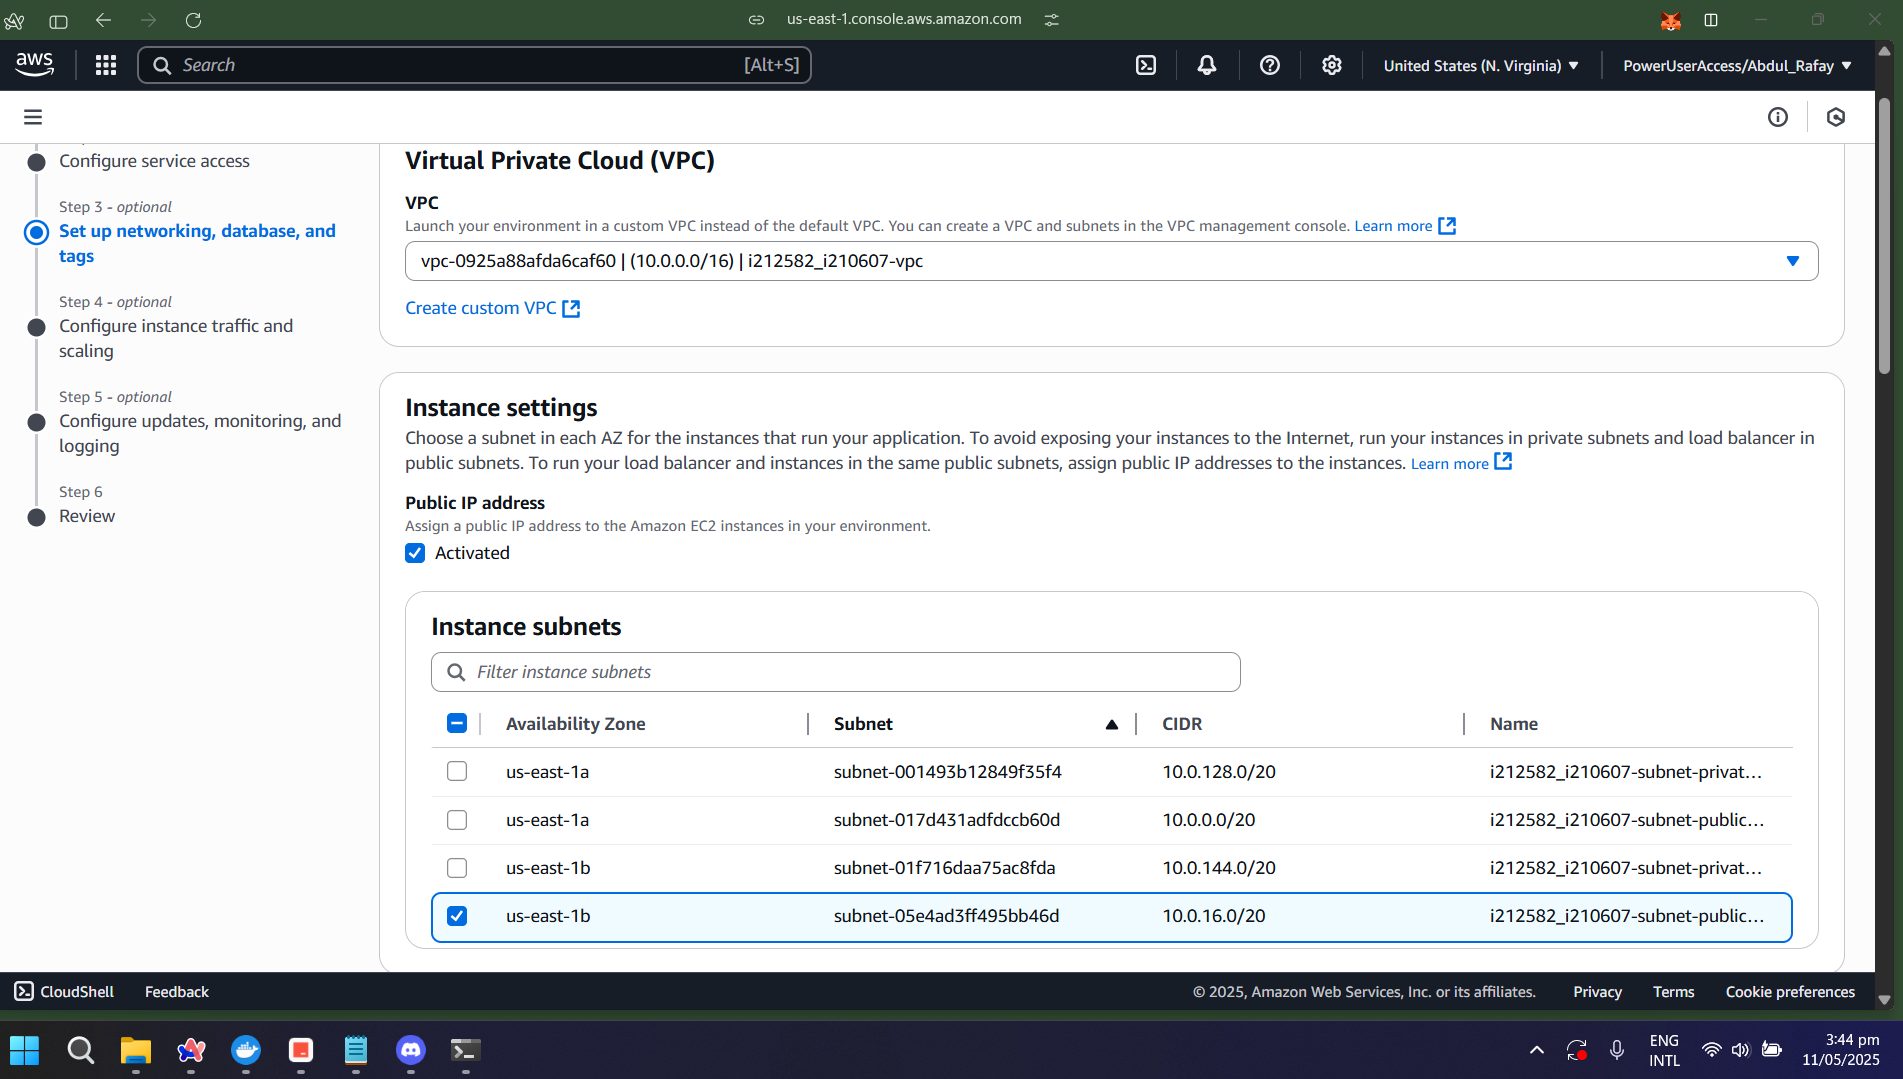 us-east-1.console.aws.amazon.com
aws
Search [Alt+S]
United States (N. Virginia)
PowerUserAccess/Abdul_Rafay
Configure service access
Step 3 - optional
Set up networking, database, and
tags
Step 4 - optional
Configure instance traffic and
scaling
Step 5 - optional
Configure updates, monitoring, and
logging
Step 6
Review
Virtual Private Cloud (VPC)
VPC
Launch your environment in a custom VPC instead of the default VPC. You can create a VPC and subnets in the VPC management console. Learn more
vpc-0925a88afda6caf60 | (10.0.0.0/16) | i212582_i210607-vpc
Create custom VPC
Instance settings
Choose a subnet in each AZ for the instances that run your application. To avoid exposing your instances to the Internet, run your instances in private subnets and load balancer in
public subnets. To run your load balancer and instances in the same public subnets, assign public IP addresses to the instances. Learn more
Public IP address
Assign a public IP address to the Amazon EC2 instances in your environment.
Activated
Instance subnets
Filter instance subnets
Availability Zone Subnet CIDR Name
us-east-1a subnet-001493b12849f35f4 10.0.128.0/20 i212582_i210607-subnet-privat...
us-east-1a subnet-017d431adfdccb60d 10.0.0.0/20 i212582_i210607-subnet-public...
us-east-1b subnet-01f716daa75ac8fda 10.0.144.0/20 i212582_i210607-subnet-privat...
us-east-1b subnet-05e4ad3ff495bb46d 10.0.16.0/20 i212582_i210607-subnet-public...
CloudShell Feedback © 2025, Amazon Web Services, Inc. or its affiliates. Privacy Terms Cookie preferences
ENG
INTL
3:44 pm
11/05/2025